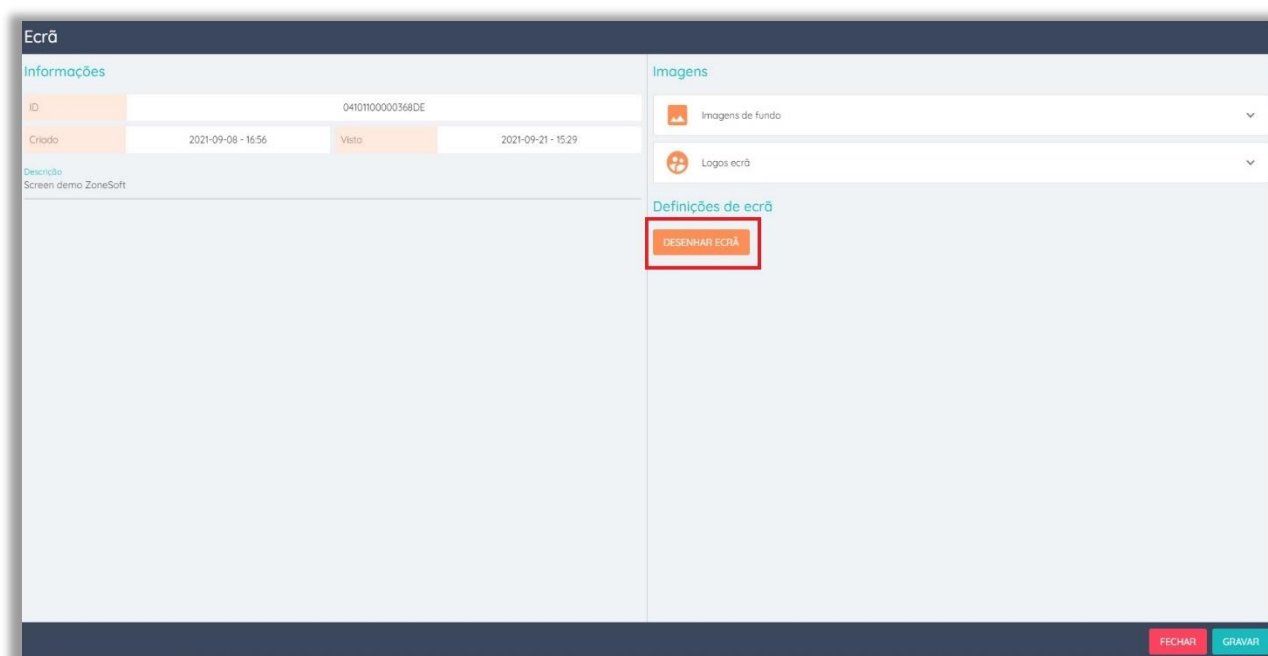 Ecrã
Informações
ID 04101100000368DE
Criado 2021-09-08 - 16:56 Visto 2021-09-21 - 15:29
Descrição
Screen demo ZoneSoft
Imagens
Imagens de fundo
Logos ecrã
Definições de ecrã
DESENHAR ECRÃ
FECHAR GRAVAR